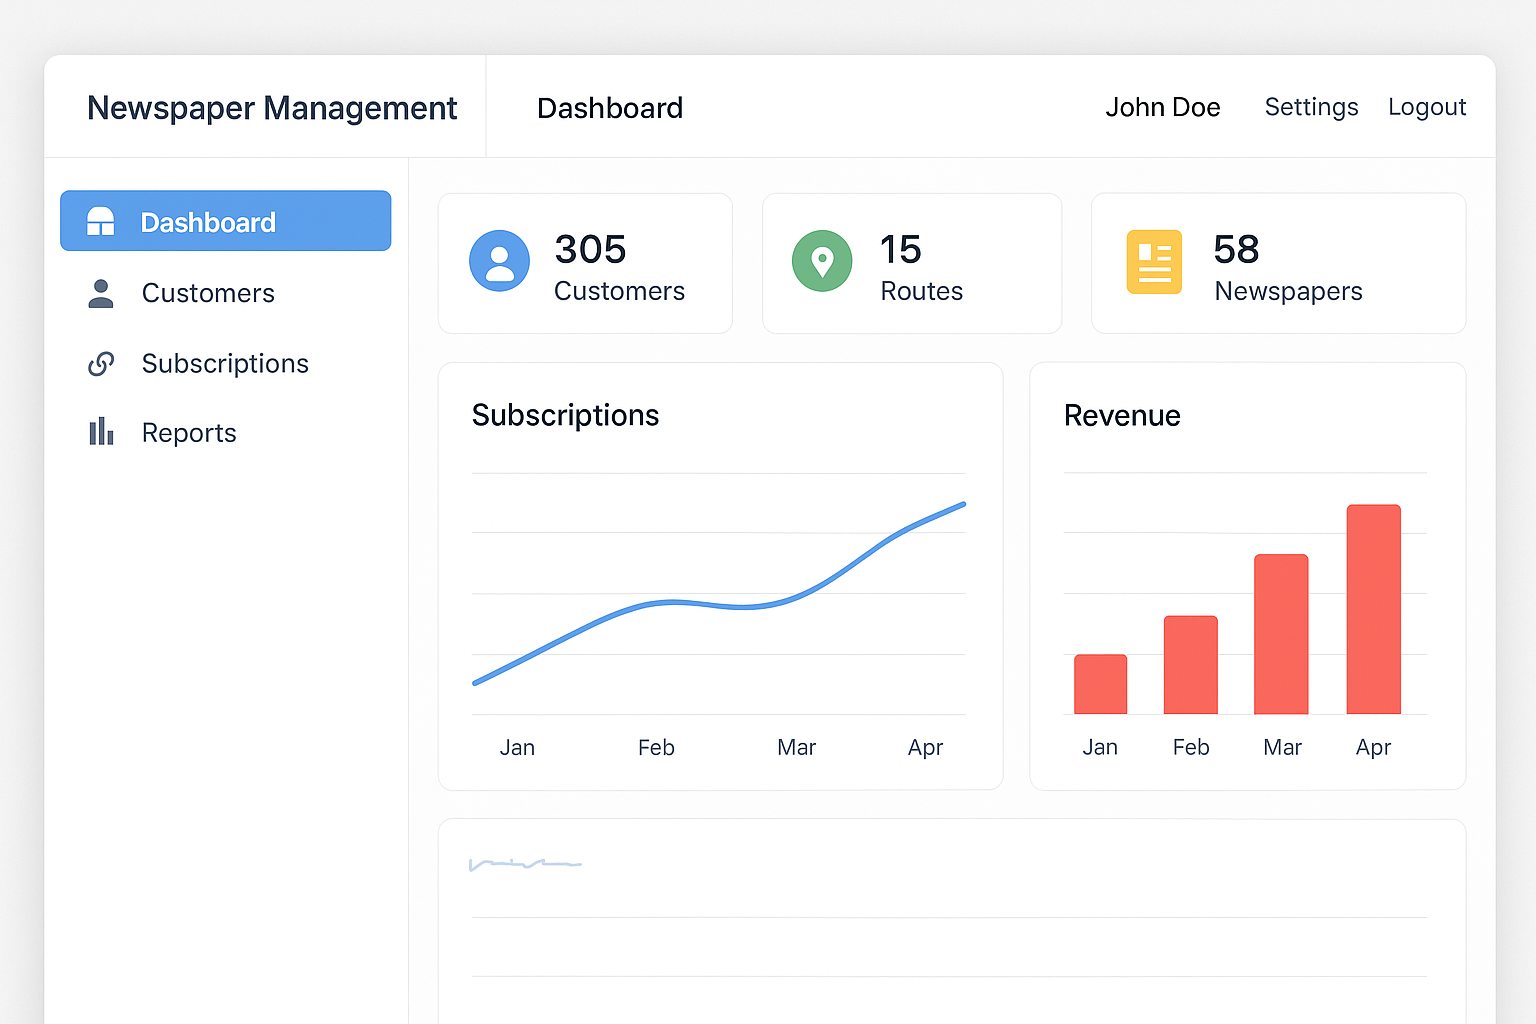 Newspaper Management
Dashboard
John Doe Settings Logout
Dashboard
Customers
Subscriptions
Reports
305
Customers
15
Routes
58
Newspapers
Subscriptions
Jan Feb Mar Apr
Revenue
Jan Feb Mar Apr